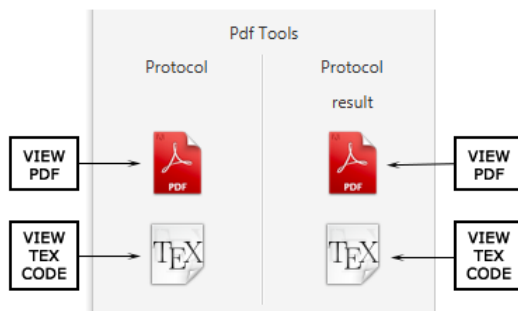 Pdf Tools
Protocol
Protocol
result
VIEW
PDF
PDF
PDF
VIEW
PDF
VIEW
TEX
CODE
TEX
TEX
VIEW
TEX
CODE